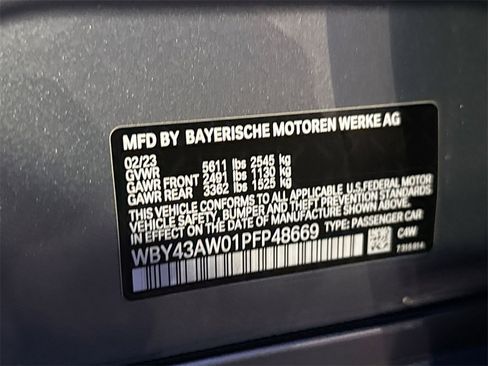 MFD BY BAYERISCHE MOTOREN WERKE AG
02/23
GVWR 5611 lbs 2545 kg
GAWR FRONT 2491 lbs 1130 kg
GAWR REAR 3362 lbs 1525 kg
THIS VEHICLE CONFORMS TO ALL APPLICABLE U.S.FEDERAL MOTOR
VEHICLE SAFETY, BUMPER AND THEFT PREVENTION STANDARDS
IN EFFECT ON THE DATE OF MANUFACTURE SHOWN ABOVE.
WBY43AW01PFP48669 TYPE: PASSENGER CAR
C4W